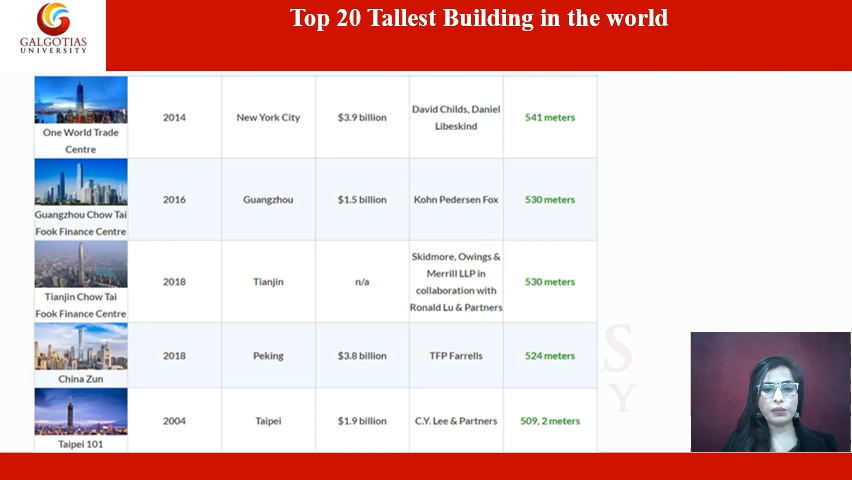 Top 20 Tallest Building in the world
GALGOTIAS
UNIVERSITY
One World Trade
Centre
2014
New York City
$3.9 billion
David Childs, Daniel
Libeskind
541 meters
Guangzhou Chow Tai
Fook Finance Centre
2016
Guangzhou
$1.5 billion
Kohn Pedersen Fox
530 meters
Tianjin Chow Tai
Fook Finance Centre
2018
Tianjin
n/a
Skidmore, Owings &
Merrill LLP in
collaboration with
Ronald Lu & Partners
530 meters
China Zun
2018
Peking
$3.8 billion
TFP Farrells
524 meters
Taipei 101
2004
Taipei
$1.9 billion
C.Y. Lee & Partners
509, 2 meters